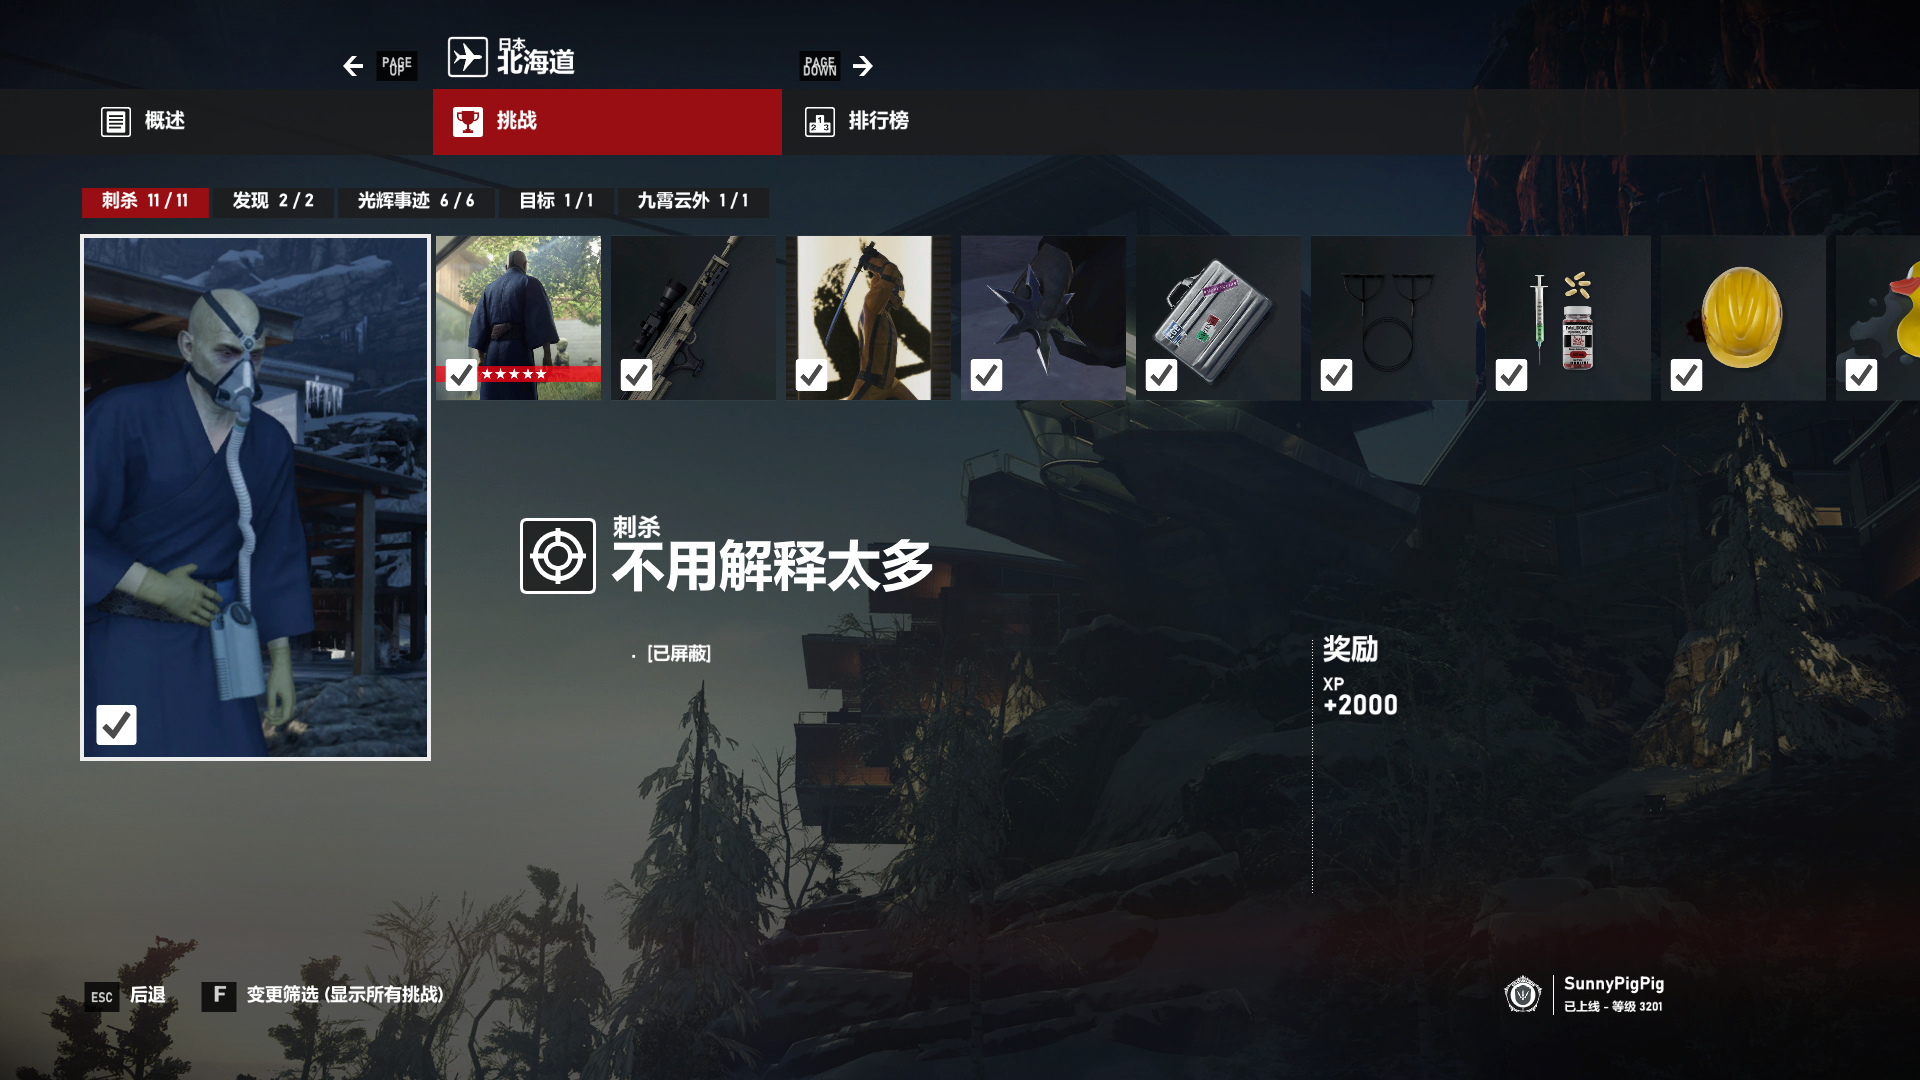 PAGE UP
日本
北海道
PAGE DOWN
概述
挑战
排行榜
刺杀 11 / 11
发现 2 / 2
光辉事迹 6 / 6
目标 1 / 1
九霄云外 1 / 1
刺杀
不用解释太多
· [已屏蔽]
奖励
XP
+2000
ESC 后退
F 变更筛选 (显示所有挑战)
SunnyPigPig
已上线 - 等级 3201